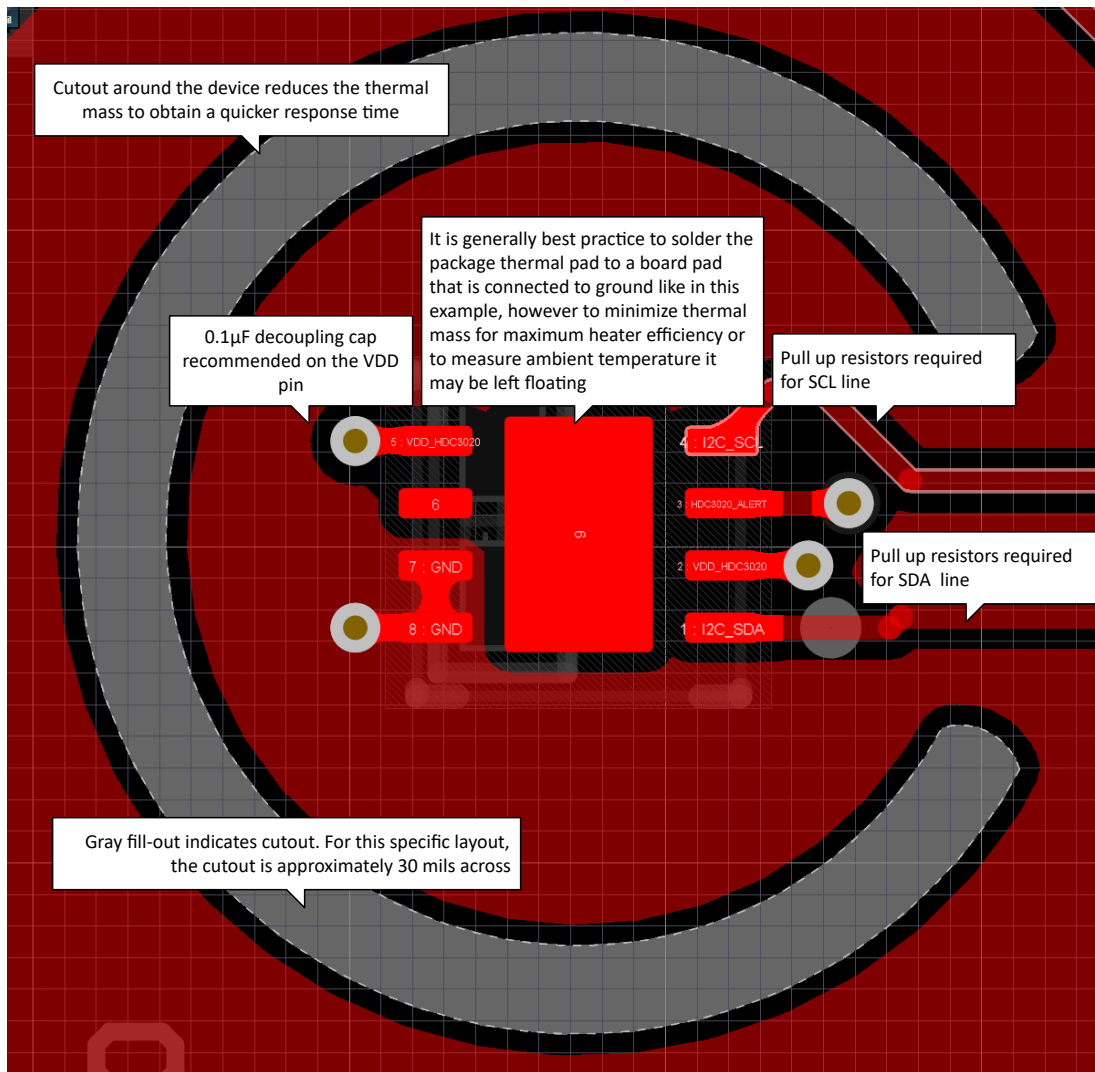 Cutout around the device reduces the thermal
mass to obtain a quicker response time
It is generally best practice to solder the
package thermal pad to a board pad
that is connected to ground like in this
example, however to minimize thermal
mass for maximum heater efficiency or
to measure ambient temperature it
may be left floating
0.1µF decoupling cap
recommended on the VDD
pin
Pull up resistors required
for SCL line
5 : VDD_HDC3020
6
7 : GND
8 : GND
9
4 : I2C_SCL
3 : HDC3020_ALERT
2 : VDD_HDC3020
1 : I2C_SDA
Pull up resistors required
for SDA line
Gray fill-out indicates cutout. For this specific layout,
the cutout is approximately 30 mils across